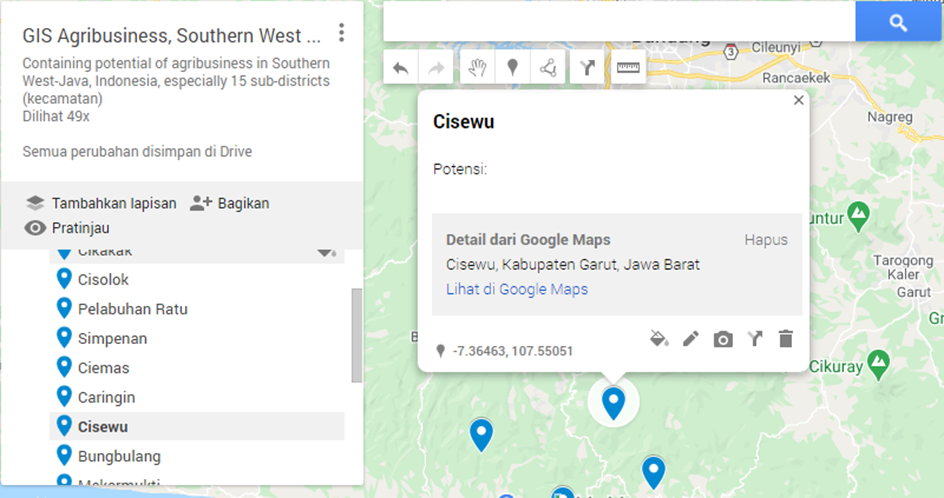 GIS Agribusiness, Southern West ...
Containing potential of agribusiness in Southern
West-Java, Indonesia, especially 15 sub-districts
(kecamatan)
Dilihat 49x
Semua perubahan disimpan di Drive
Tambahkan lapisan
Bagikan
Pratinjau
Cikakak
Cisolok
Pelabuhan Ratu
Simpenan
Ciemas
Caringin
Cisewu
Bungbulang
Mekarmukti
Cisewu
Potensi:
Detail dari Google Maps
Hapus
Cisewu, Kabupaten Garut, Jawa Barat
Lihat di Google Maps
-7.36463, 107.55051
Bandung
3
Cileunyi
Rancaekek
Nagreg
untur
Tarogong
Kaler
Garut
Cikuray